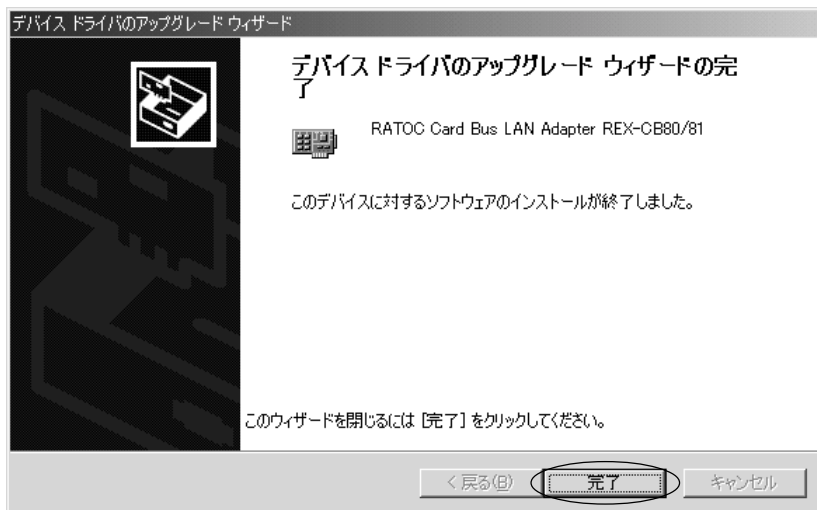 デバイス ドライバのアップグレード ウィザード
デバイス ドライバのアップグレード ウィザードの完
了
RATOC Card Bus LAN Adapter REX-CB80/81
このデバイスに対するソフトウェアのインストールが終了しました。
このウィザードを閉じるには [完了] をクリックしてください。
< 戻る(B) 完了 キャンセル